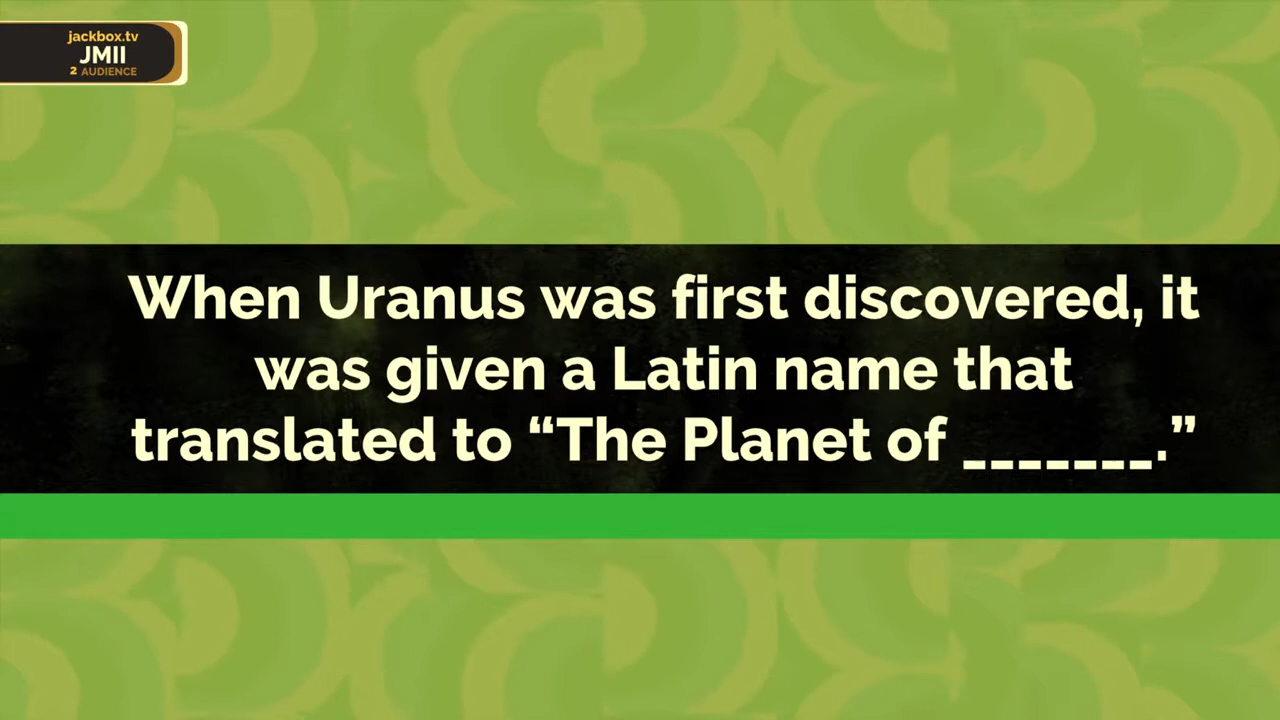 jackbox.tv
JMII
2 AUDIENCE
When Uranus was first discovered, it
was given a Latin name that
translated to “The Planet of _______.”